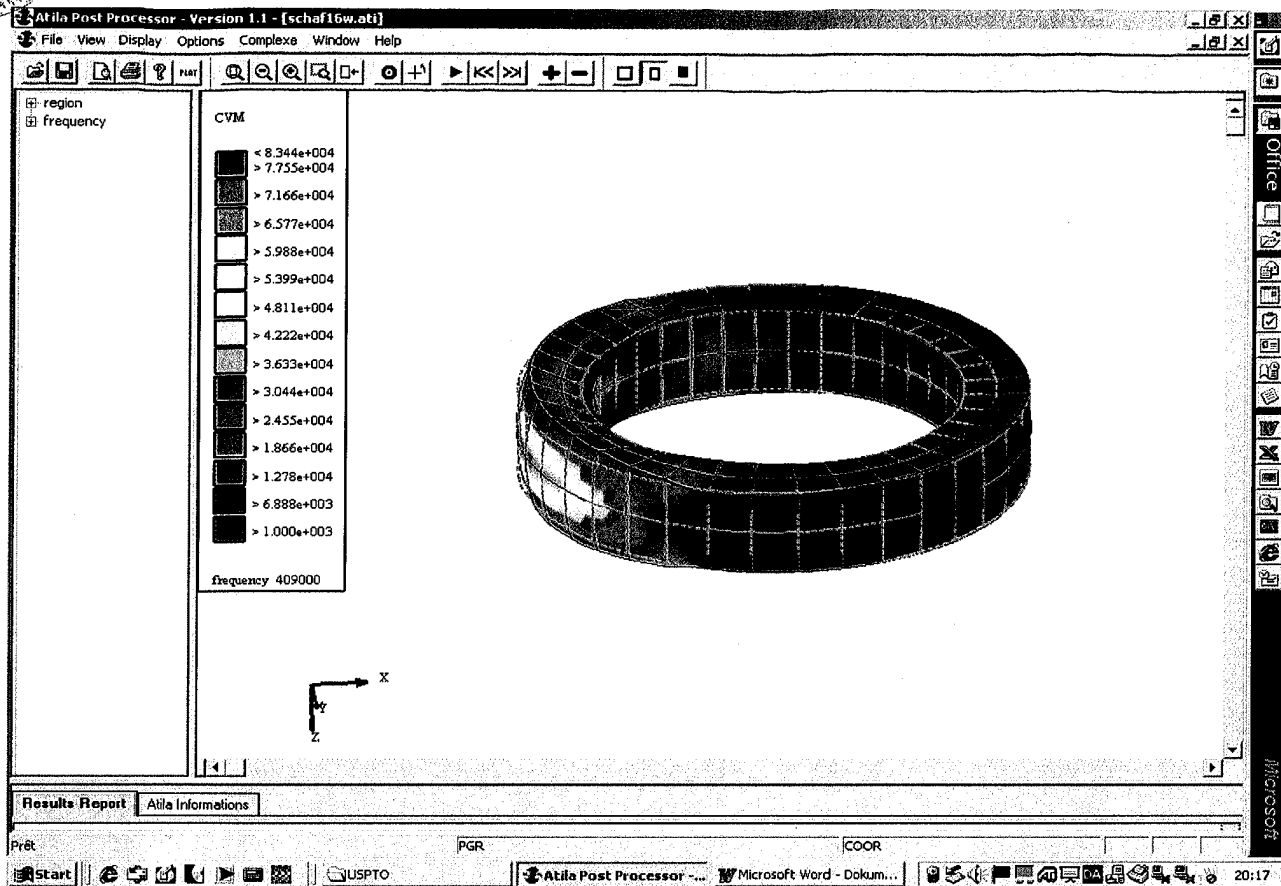 Atila Post Processor - Version 1.1 - [schaf16w.ati]
File View Display Options Complexe Window Help
region
frequency
CVM
< 8.344e+004
> 7.755e+004
> 7.166e+004
> 6.577e+004
> 5.988e+004
> 5.399e+004
> 4.811e+004
> 4.222e+004
> 3.633e+004
> 3.044e+004
> 2.455e+004
> 1.866e+004
> 1.278e+004
> 6.888e+003
> 1.000e+003
frequency 409000
X
Y
Z
Office
Microsoft
Results Report Atila Informations
Prêt PGR COOR
Start USPTO Atila Post Processor -... Microsoft Word - Dokum... 20:17